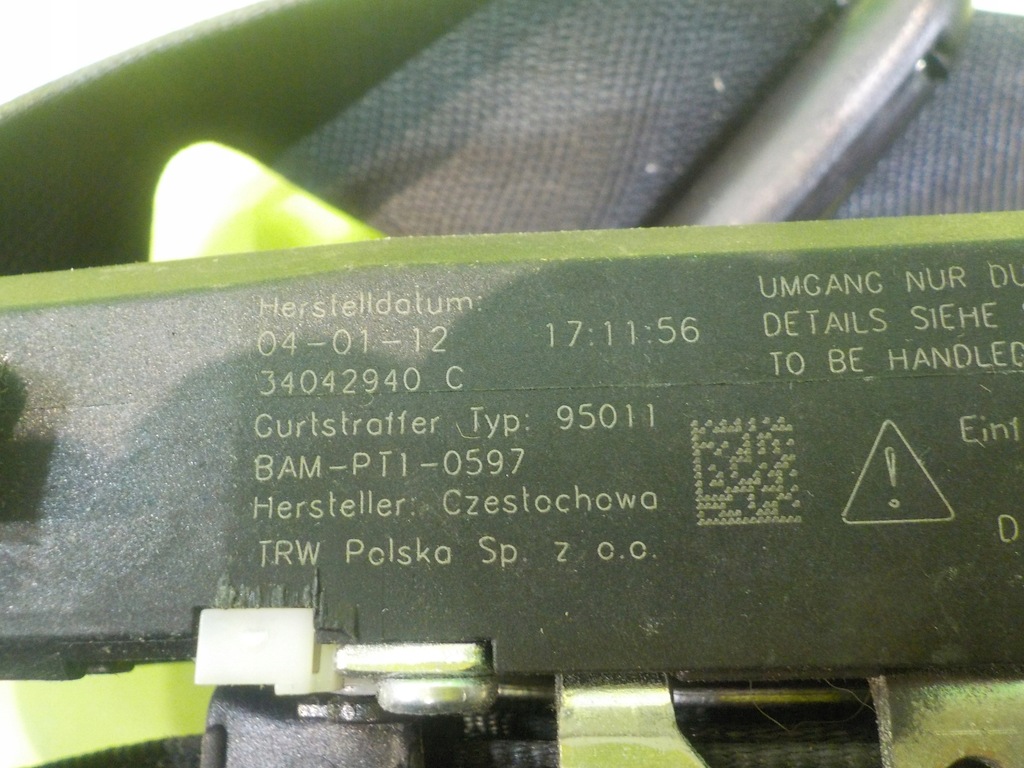 Herstelldatum:
04-01-12 17:11:56
34042940 C
Gurtstraffer Typ: 95011
BAM-PT1-0597
Hersteller: Czestochowa
TRW Polska Sp. z o.o.
UMGANG NUR DU
DETAILS SIEHE
TO BE HANDLED
Einf
D